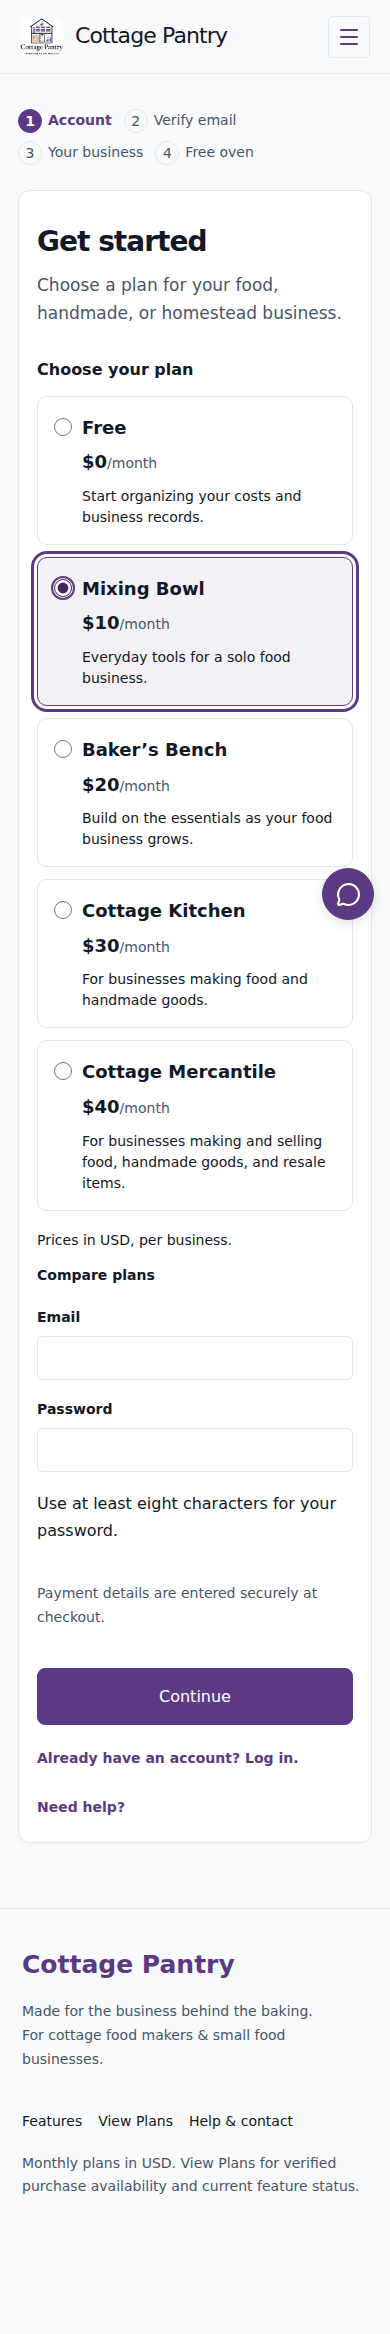 Cottage Pantry
Cottage Pantry
1 Account 2 Verify email
3 Your business 4 Free oven
Get started
Choose a plan for your food,
handmade, or homestead business.
Choose your plan
Free
$0/month
Start organizing your costs and
business records.
Mixing Bowl
$10/month
Everyday tools for a solo food
business.
Baker’s Bench
$20/month
Build on the essentials as your food
business grows.
Cottage Kitchen
$30/month
For businesses making food and
handmade goods.
Cottage Mercantile
$40/month
For businesses making and selling
food, handmade goods, and resale
items.
Prices in USD, per business.
Compare plans
Email
Password
Use at least eight characters for your
password.
Payment details are entered securely at
checkout.
Continue
Already have an account? Log in.
Need help?
Cottage Pantry
Made for the business behind the baking.
For cottage food makers & small food
businesses.
Features View Plans Help & contact
Monthly plans in USD. View Plans for verified
purchase availability and current feature status.